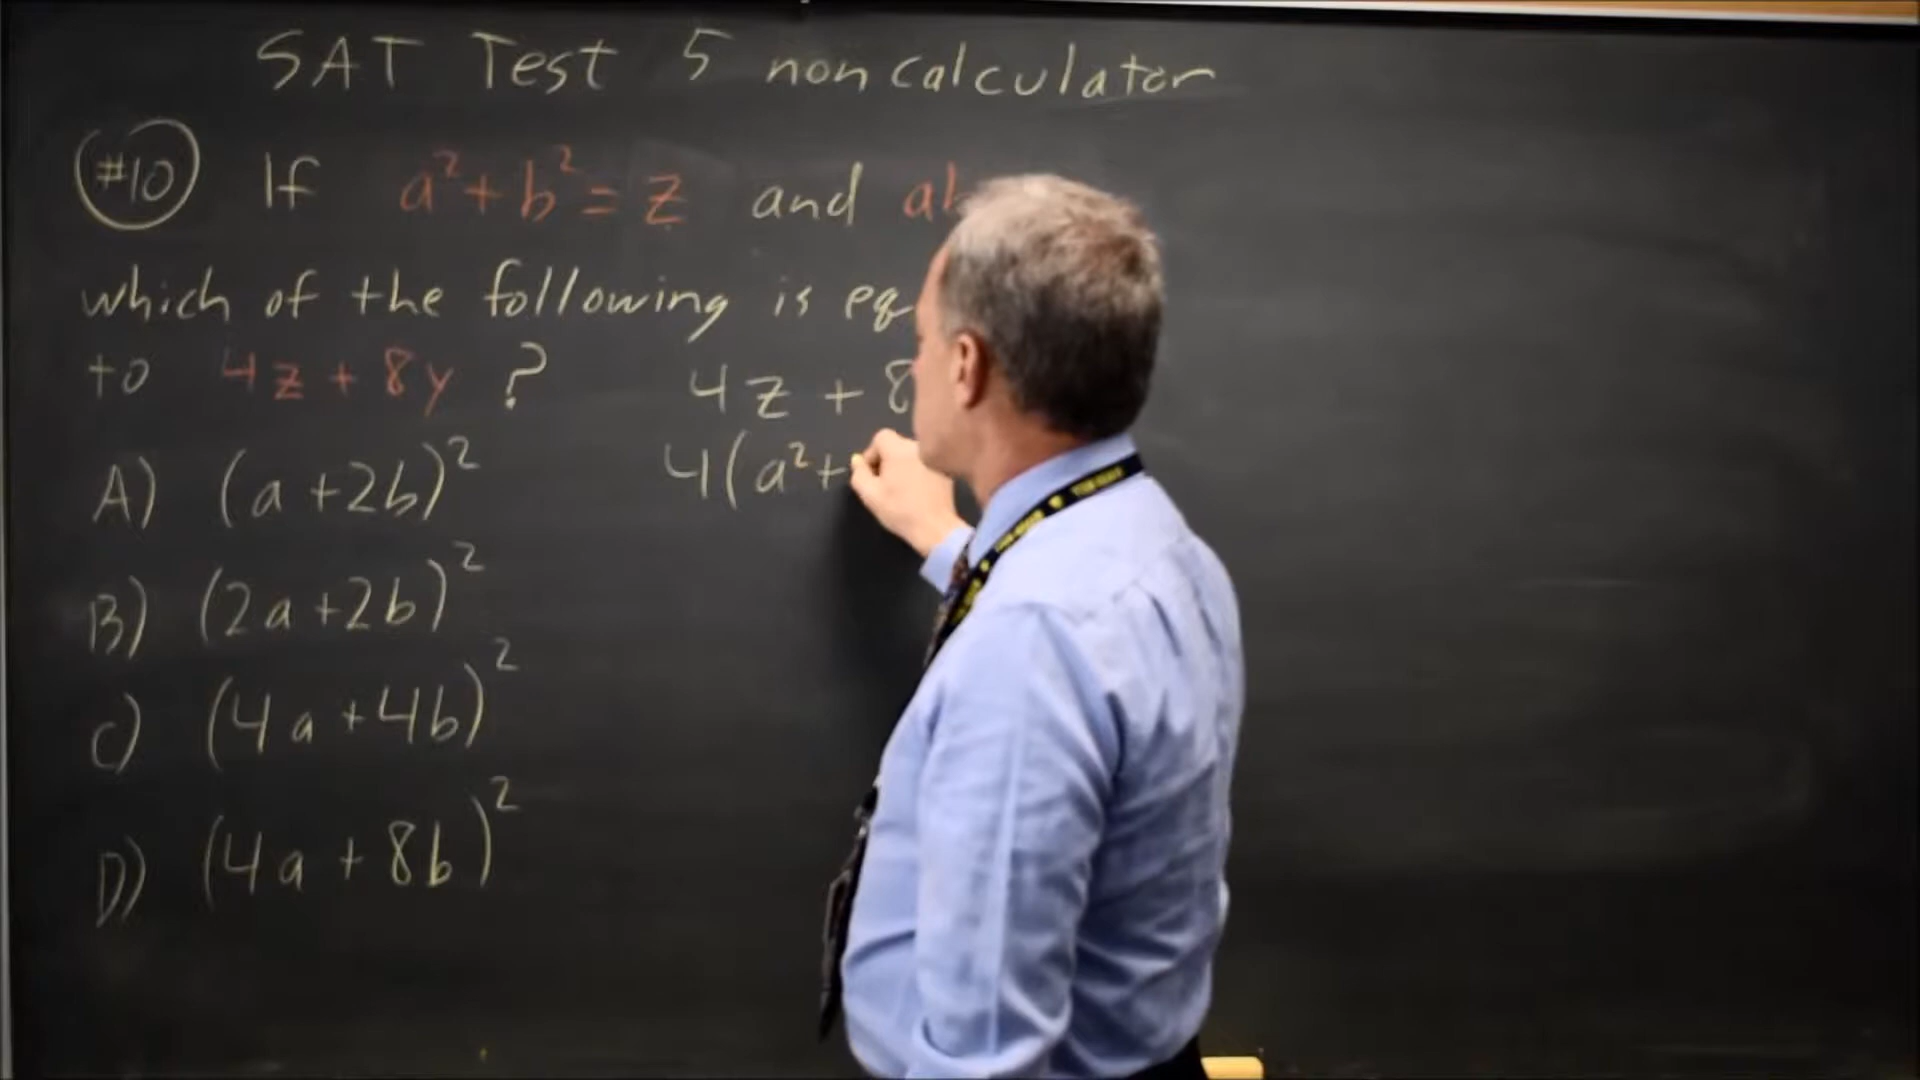 SAT Test 5 non calculator
#10 If a² + b² = z and ab
which of the following is eq
to 4z + 8y ?
4z + 8
4(a² +
A) (a + 2b)²
B) (2a + 2b)²
C) (4a + 4b)²
D) (4a + 8b)²